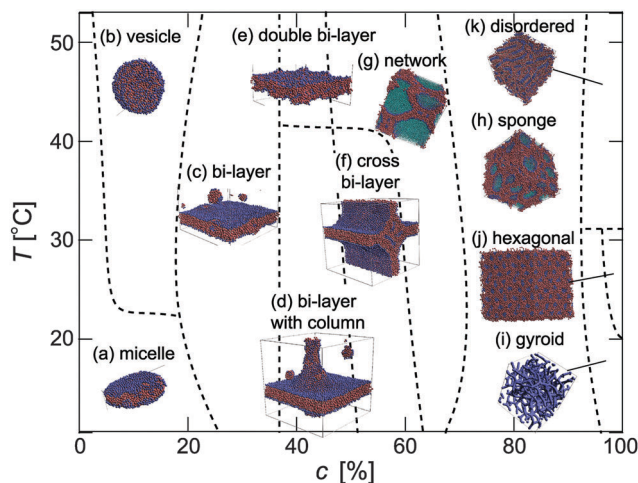 (b) vesicle
(e) double bi-layer
(k) disordered
(g) network
(c) bi-layer
(f) cross
bi-layer
(h) sponge
(j) hexagonal
(d) bi-layer
with column
(a) micelle
(i) gyroid
T [°C]
50
40
30
20
0
20
40
60
80
100
c [%]